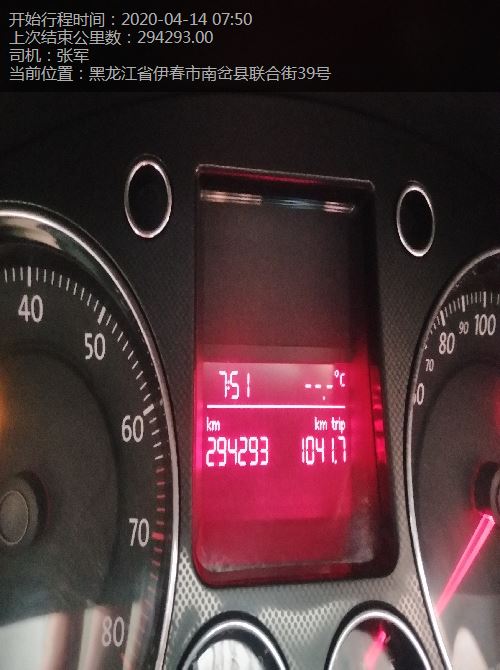 开始行程时间：2020-04-14 07:50
上次结束公里数：294293.00
司机：张军
当前位置：黑龙江省伊春市南岔县联合街39号
40
50
60
70
80
7:51 --.-°C
km km trip
294293 1041.7
70
80
90
100